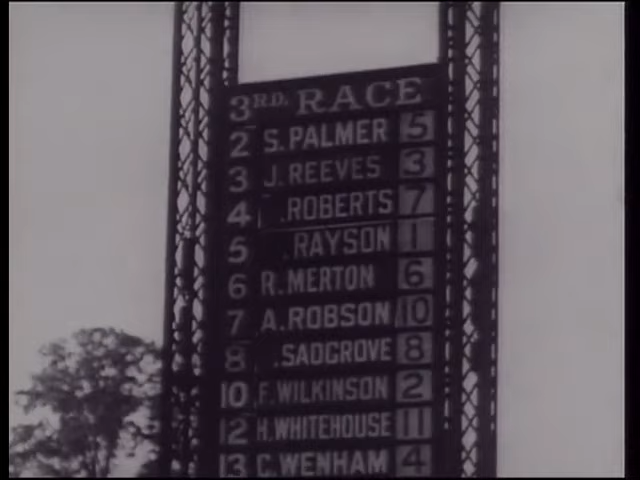 3RD. RACE
2 S. PALMER 5
3 J. REEVES 3
4 .ROBERTS 7
5 .RAYSON 1
6 R. MERTON 6
7 A. ROBSON 10
8 .SADGROVE 8
10 F. WILKINSON 2
12 H. WHITEHOUSE 11
13 C. WENHAM 4